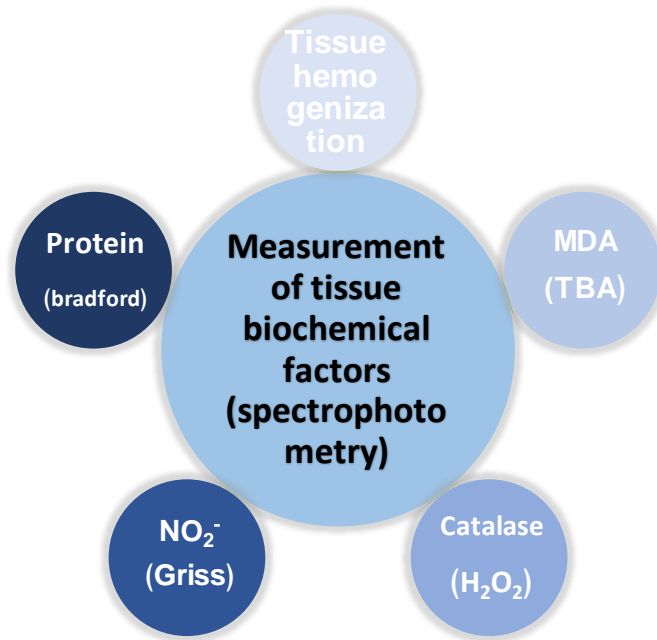 Tissue
hemo
geniza
tion
Protein
(bradford)
Measurement
of tissue
biochemical
factors
(spectrophoto
metry)
MDA
(TBA)
NO₂⁻
(Griss)
Catalase
(H₂O₂)